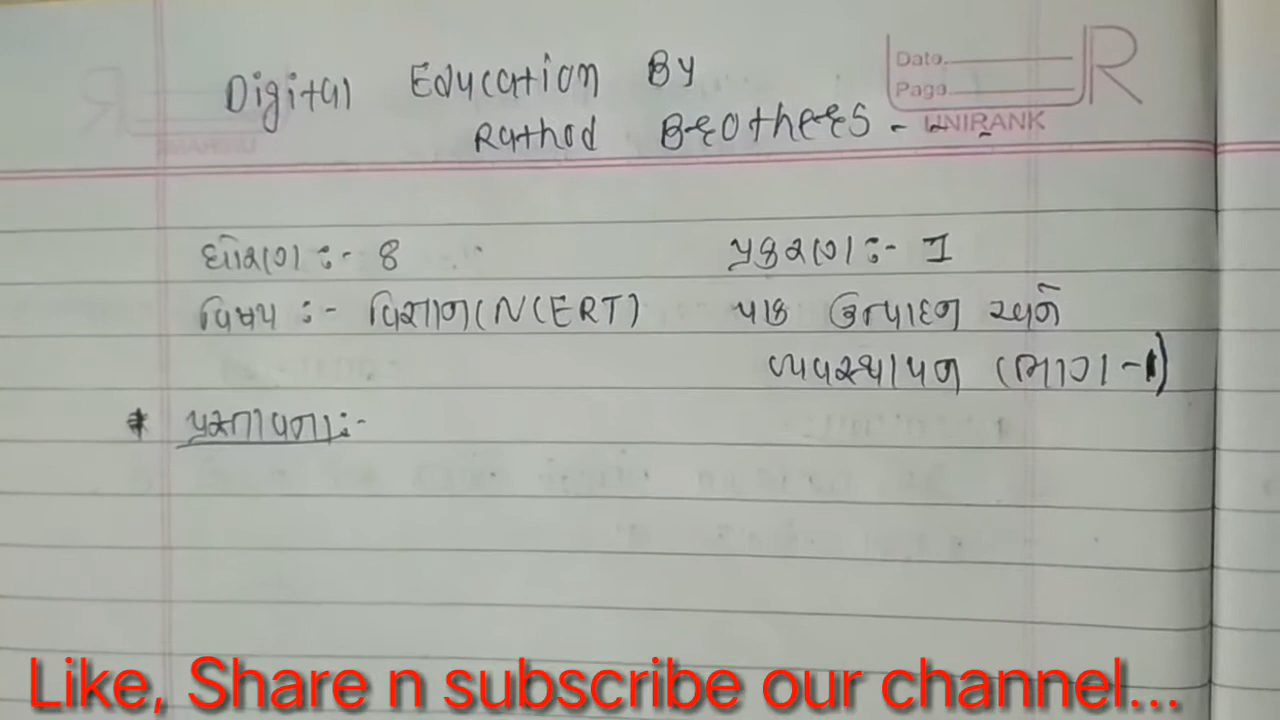 Digital Education By
Rathod Brothers - - -
Date.
Page.
UNIRANK
ધોરણ :- 8
પ્રકરણ :- 1
વિષય :- વિજ્ઞાન (NCERT)
પાક ઉત્પાદન અને
વ્યવસ્થાપન (ભાગ -1)
* પ્રસ્તાવના :-
Like, Share n subscribe our channel...